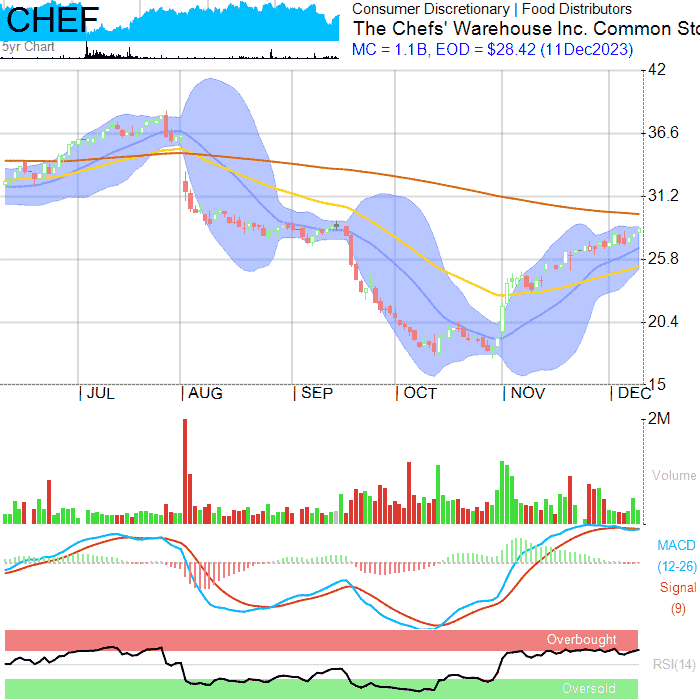 CHEF
5yr Chart
Consumer Discretionary | Food Distributors
The Chefs' Warehouse Inc. Common Sto
MC = 1.1B, EOD = $28.42 (11Dec2023)
42
36.6
31.2
25.8
20.4
15
JUL AUG SEP OCT NOV DEC
2M
Volume
MACD
(12-26)
Signal
(9)
Overbought
RSI(14)
Oversold